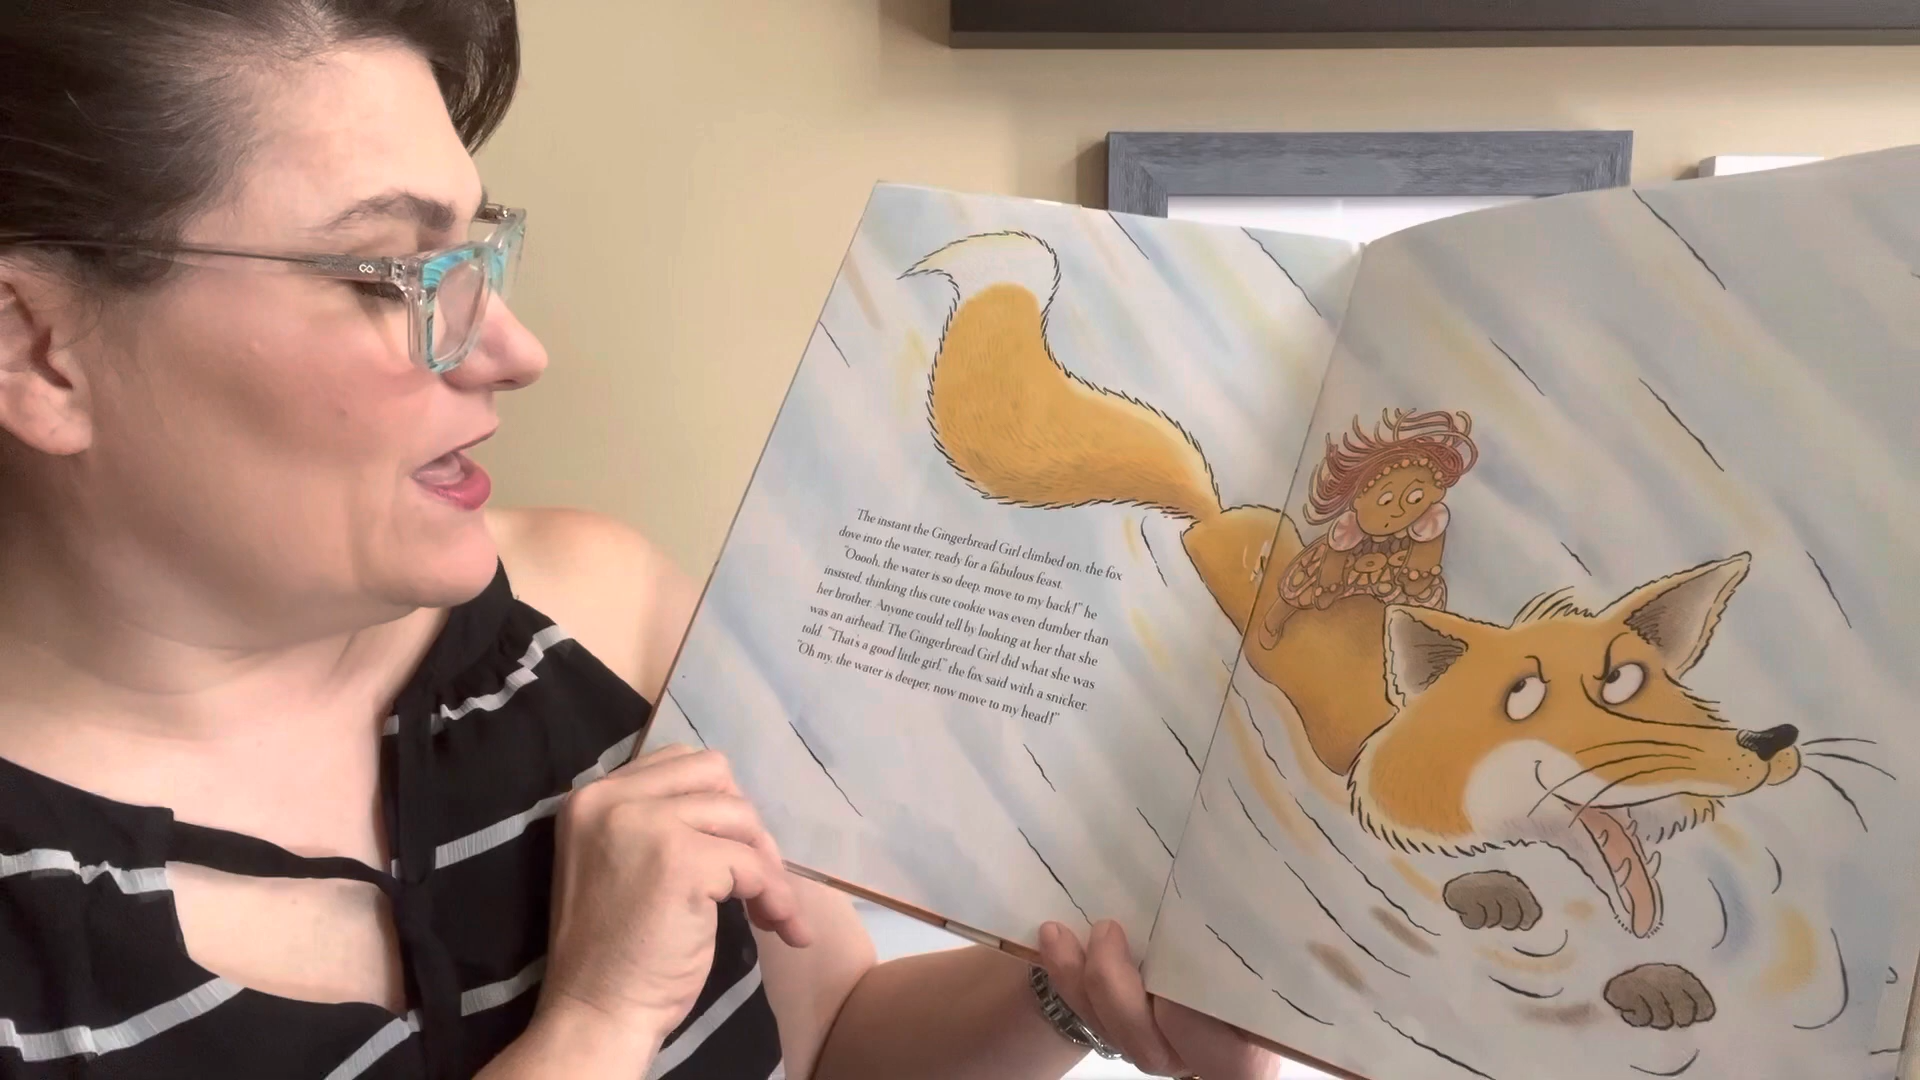 The instant the Gingerbread Girl climbed on, the fox
dove into the water, ready for a fabulous feast.
"Ooooh, the water is so deep, move to my back!" he
insisted, thinking this cute cookie was even dumber than
her brother. Anyone could tell by looking at her that she
was an airhead. The Gingerbread Girl did what she was
told. "That's a good little girl," the fox said with a snicker.
"Oh my, the water is deeper, now move to my head!"